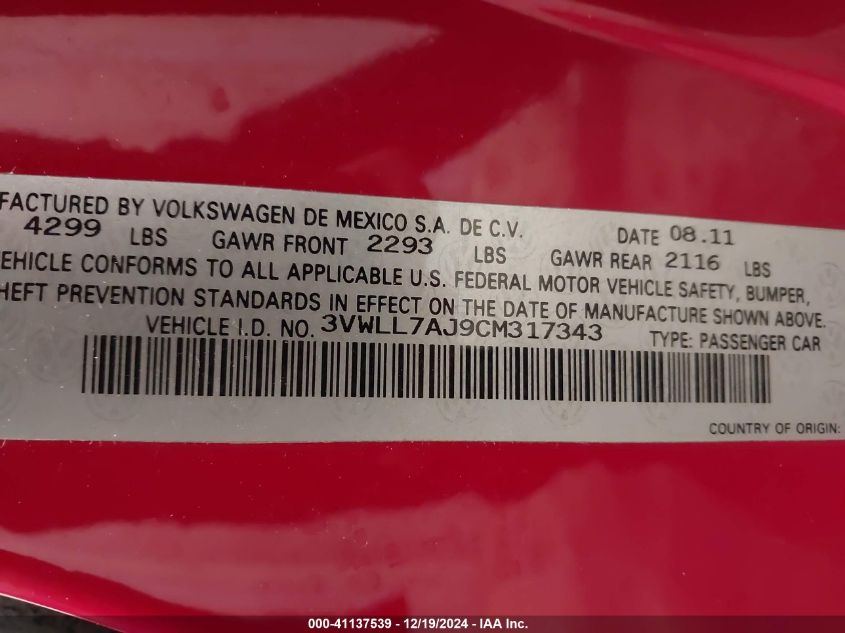 FACTURED BY VOLKSWAGEN DE MEXICO S.A. DE C.V. DATE 08.11
4299 LBS GAWR FRONT 2293 LBS GAWR REAR 2116 LBS
EHICLE CONFORMS TO ALL APPLICABLE U.S. FEDERAL MOTOR VEHICLE SAFETY, BUMPER,
HEFT PREVENTION STANDARDS IN EFFECT ON THE DATE OF MANUFACTURE SHOWN ABOVE.
VEHICLE I.D. NO. 3VWLL7AJ9CM317343 TYPE: PASSENGER CAR
COUNTRY OF ORIGIN:
000-41137539 - 12/19/2024 - IAA Inc.